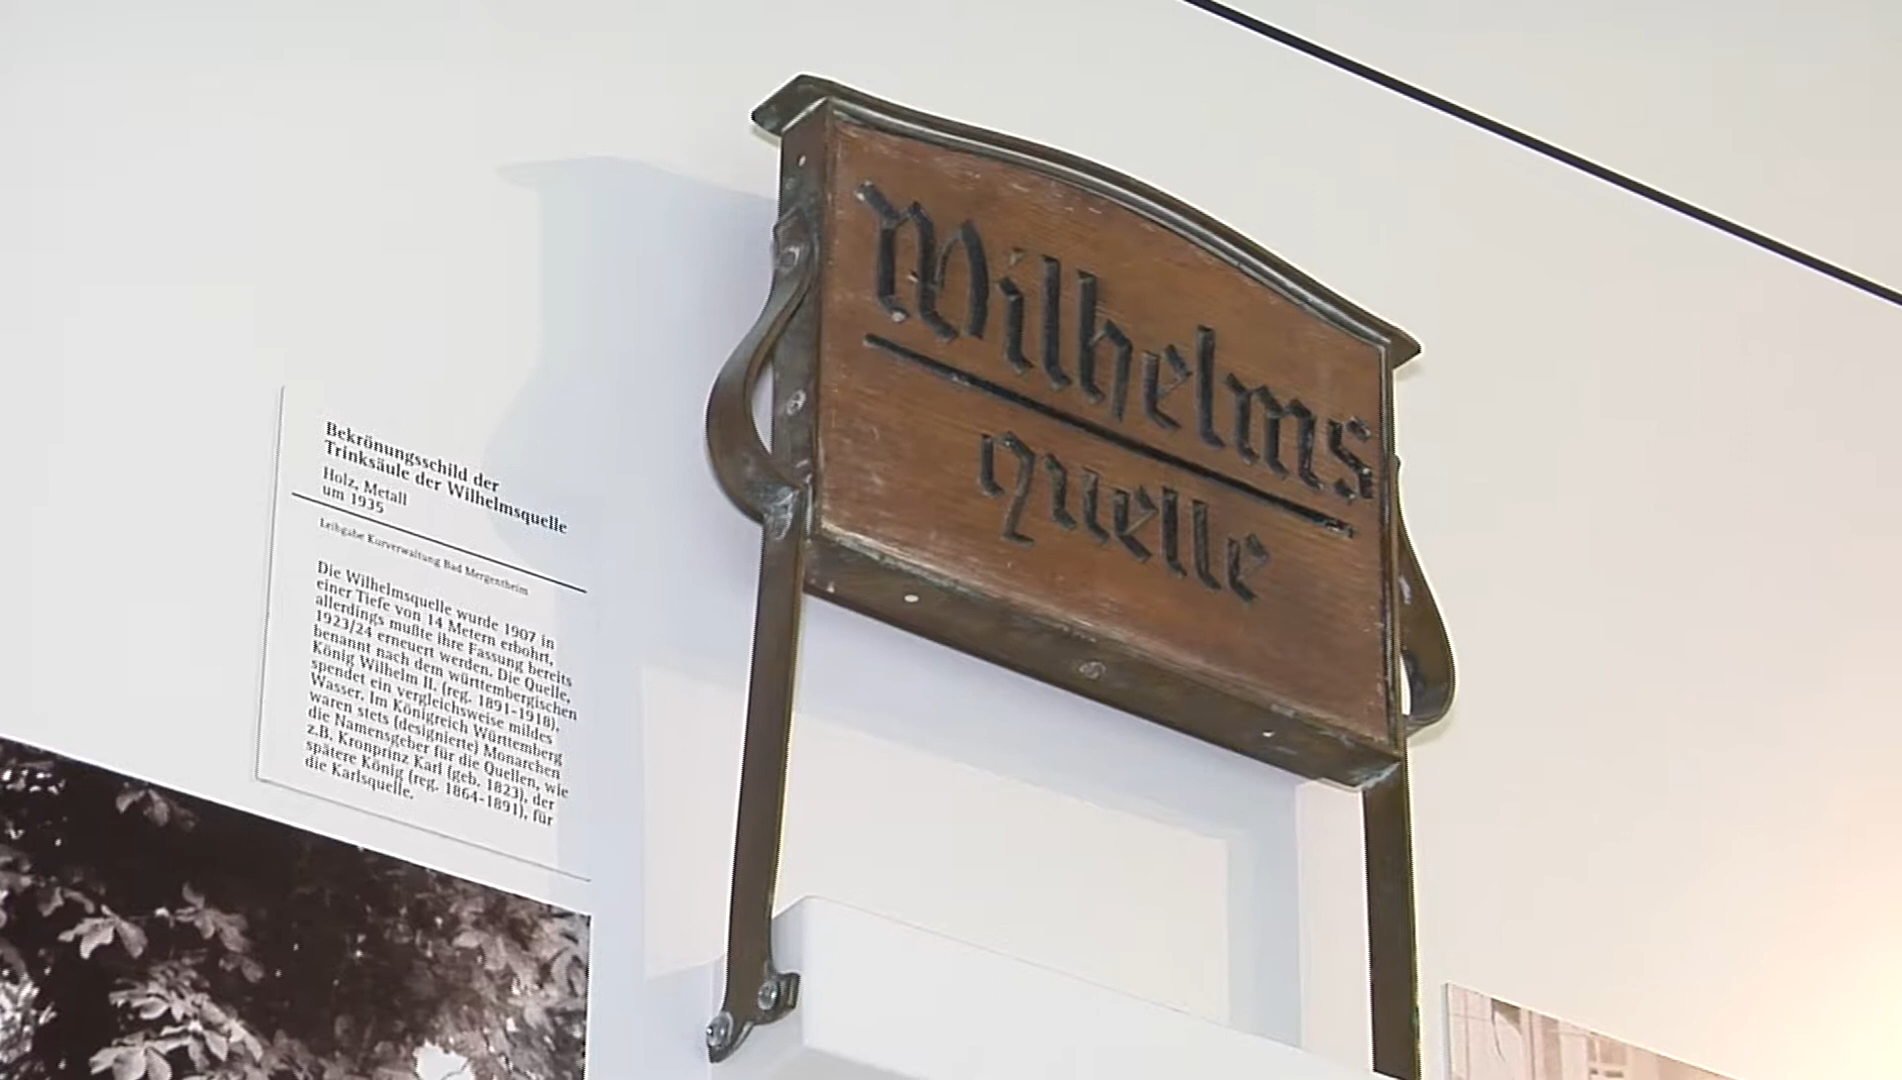 Bekrönungsschild der
Trinksäule der Wilhelmsquelle
Holz, Metall
um 1935
Leihgabe Kurverwaltung Bad Mergentheim
Die Wilhelmsquelle wurde 1907 in
einer Tiefe von 14 Metern erbohrt,
allerdings mußte ihre Fassung bereits
1923/24 erneuert werden. Die Quelle,
benannt nach dem württembergischen
König Wilhelm II. (reg. 1891-1918),
spendet ein vergleichsweise mildes
Wasser. Im Königreich Württemberg
waren stets (designierte) Monarchen
die Namensgeber für die Quellen, wie
z.B. Kronprinz Karl (geb. 1823), der
spätere König (reg. 1864-1891), für
die Karlsquelle.
Wilhelms
quelle